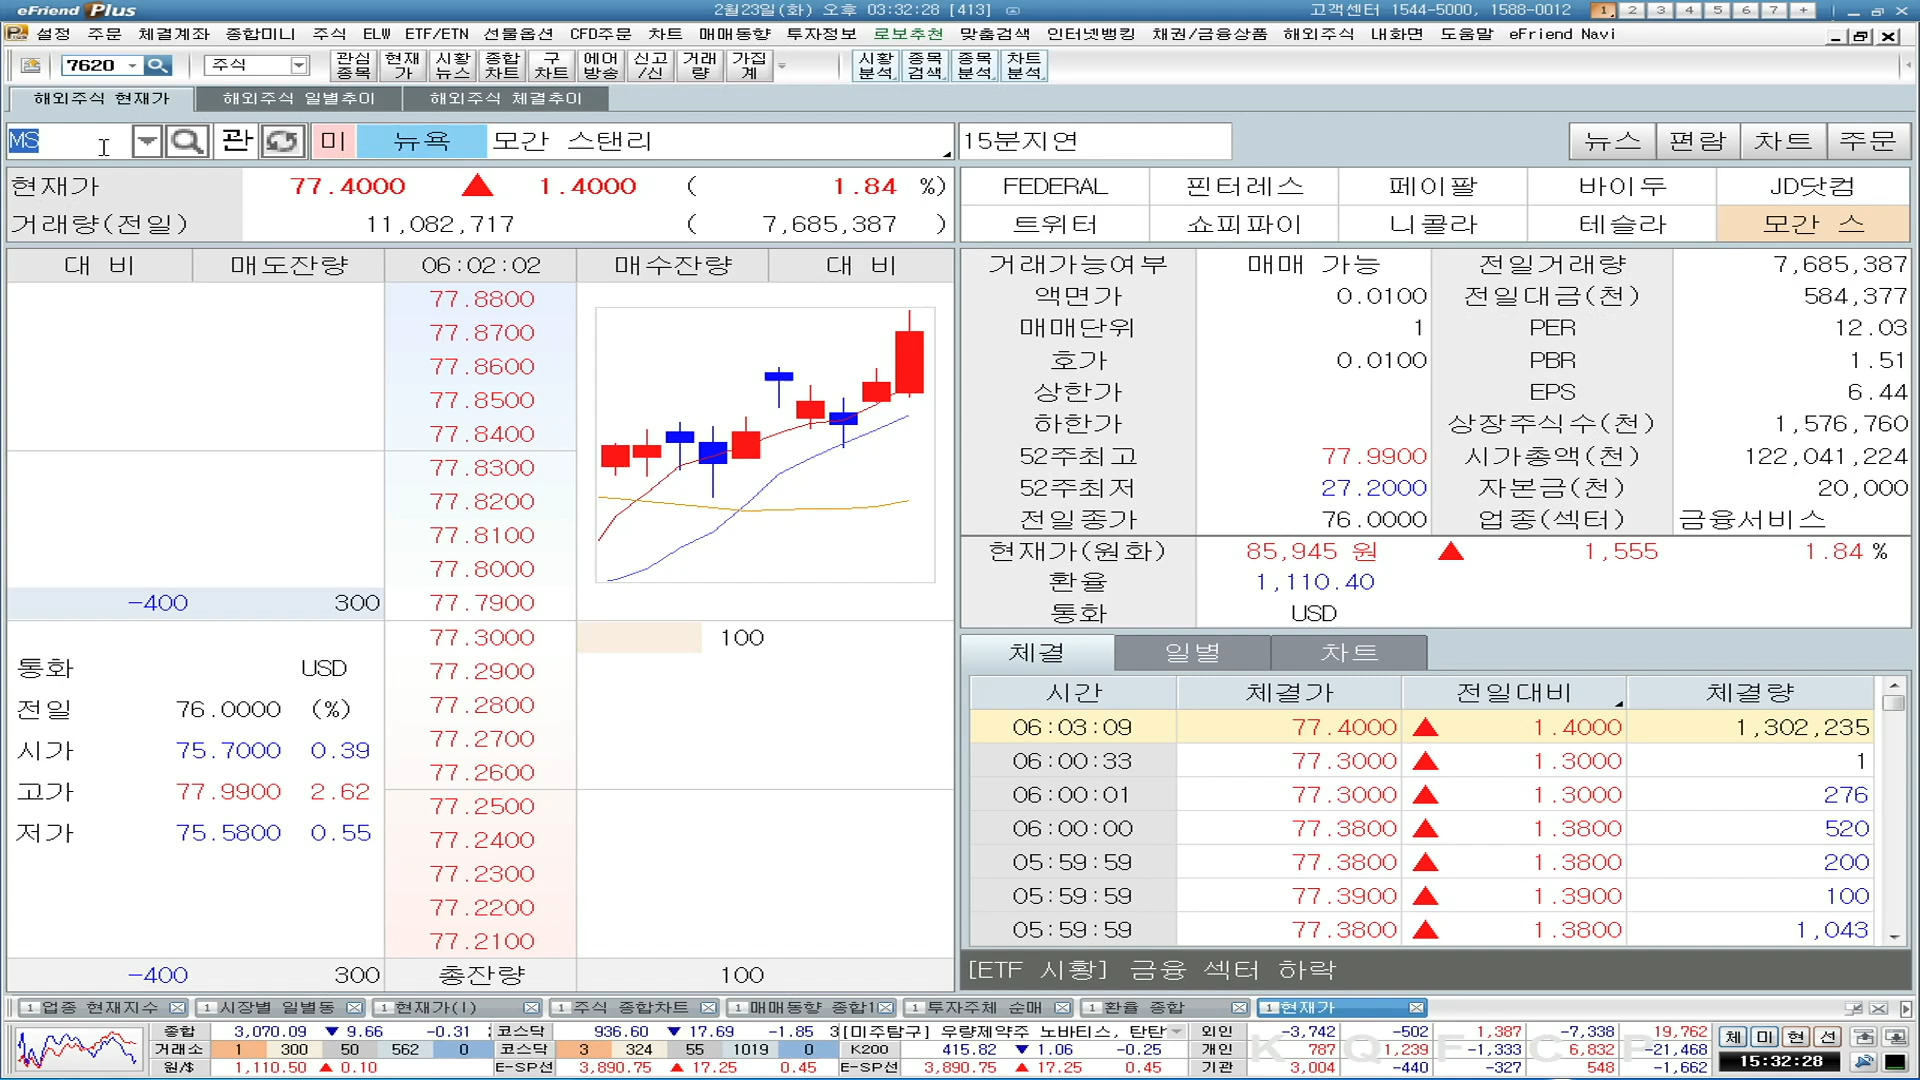 eFriend Plus 2월23일(화) 오후 03:32:28 [413] 고객센터 1544-5000, 1588-0012 1 2 3 4 5 6 7 +
설정 주문 체결계좌 종합미니 주식 ELW ETF/ETN 선물옵션 CFD주문 차트 매매동향 투자정보 로보추천 맞춤검색 인터넷뱅킹 채권/금융상품 해외주식 내화면 도움말 eFriend Navi
7620 주식 관심종목 현재가 시황뉴스 종합차트 구차트 에어방송 신고/신 거래량 가집계 시황분석 종목검색 종목분석 차트분석
해외주식 현재가 해외주식 일별추이 해외주식 체결추이
MS 관 미 뉴욕 모간 스탠리 15분지연 뉴스 편람 차트 주문
현재가 77.4000 ▲ 1.4000 ( 1.84 %)
거래량(전일) 11,082,717 ( 7,685,387 )
FEDERAL 핀터레스 페이팔 바이두 JD닷컴
트위터 쇼피파이 니콜라 테슬라 모간 스
대 비 매도잔량 06:02:02 매수잔량 대 비
77.8800
77.8700
77.8600
77.8500
77.8400
77.8300
77.8200
77.8100
77.8000
-400 300 77.7900
77.3000 100
77.2900
77.2800
77.2700
77.2600
77.2500
77.2400
77.2300
77.2200
77.2100
통화 USD
전일 76.0000 (%)
시가 75.7000 0.39
고가 77.9900 2.62
저가 75.5800 0.55
-400 300 총잔량 100
거래가능여부 매매 가능 전일거래량 7,685,387
액면가 0.0100 전일대금(천) 584,377
매매단위 1 PER 12.03
호가 0.0100 PBR 1.51
상한가 EPS 6.44
하한가 상장주식수(천) 1,576,760
52주최고 77.9900 시가총액(천) 122,041,224
52주최저 27.2000 자본금(천) 20,000
전일종가 76.0000 업종(섹터) 금융서비스
현재가(원화) 85,945 원 ▲ 1,555 1.84 %
환율 1,110.40
통화 USD
체결 일별 차트
시간 체결가 전일대비 체결량
06:03:09 77.4000 ▲ 1.4000 1,302,235
06:00:33 77.3000 ▲ 1.3000 1
06:00:01 77.3000 ▲ 1.3000 276
06:00:00 77.3800 ▲ 1.3800 520
05:59:59 77.3800 ▲ 1.3800 200
05:59:59 77.3900 ▲ 1.3900 100
05:59:59 77.3800 ▲ 1.3800 1,043
[ETF 시황] 금융 섹터 하락
1 업종 현재지수 1 시장별 일별동 1 현재가(1) 1 주식 종합차트 1 매매동향 종합1 1 투자주체 순매 1 환율 종합 1 현재가
종합 3,070.09 ▼ 9.66 -0.31 코스닥 936.60 ▼ 17.69 -1.85 3 [미주탐구] 우량제약주 노바티스, 탄탄 외인 -3,742 -502 1,387 -7,338 19,762 체 미 현 선
거래소 1 300 50 562 0 코스닥 3 324 55 1019 0 K200 415.82 ▼ 1.06 -0.25 개인 787 1,239 -1,333 6,832 -21,468
원/$ 1,110.50 ▲ 0.10 E-SP선 3,890.75 ▲ 17.25 0.45 E-SP선 3,890.75 ▲ 17.25 0.45 기관 3,004 -440 -327 548 -1,662 15:32:28